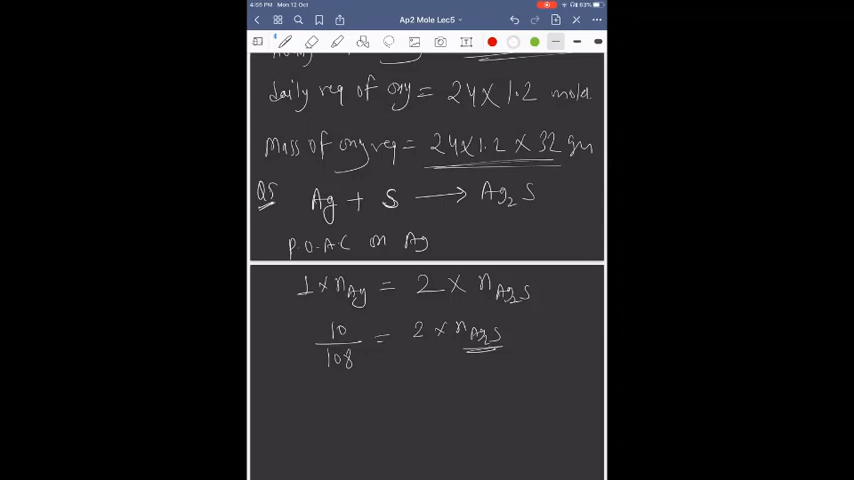 4:55 PM Mon 12 Oct
63%
Ap2 Mole Lec5
daily req of oxy = 24 × 1.2 mole.
Mass of oxy req = 24×1.2 × 32 gm
Q5 Ag + S → Ag2S
P.O.A.C on Ag
1 × nAg = 2 × nAg2S
10/108 = 2 × nAg2S